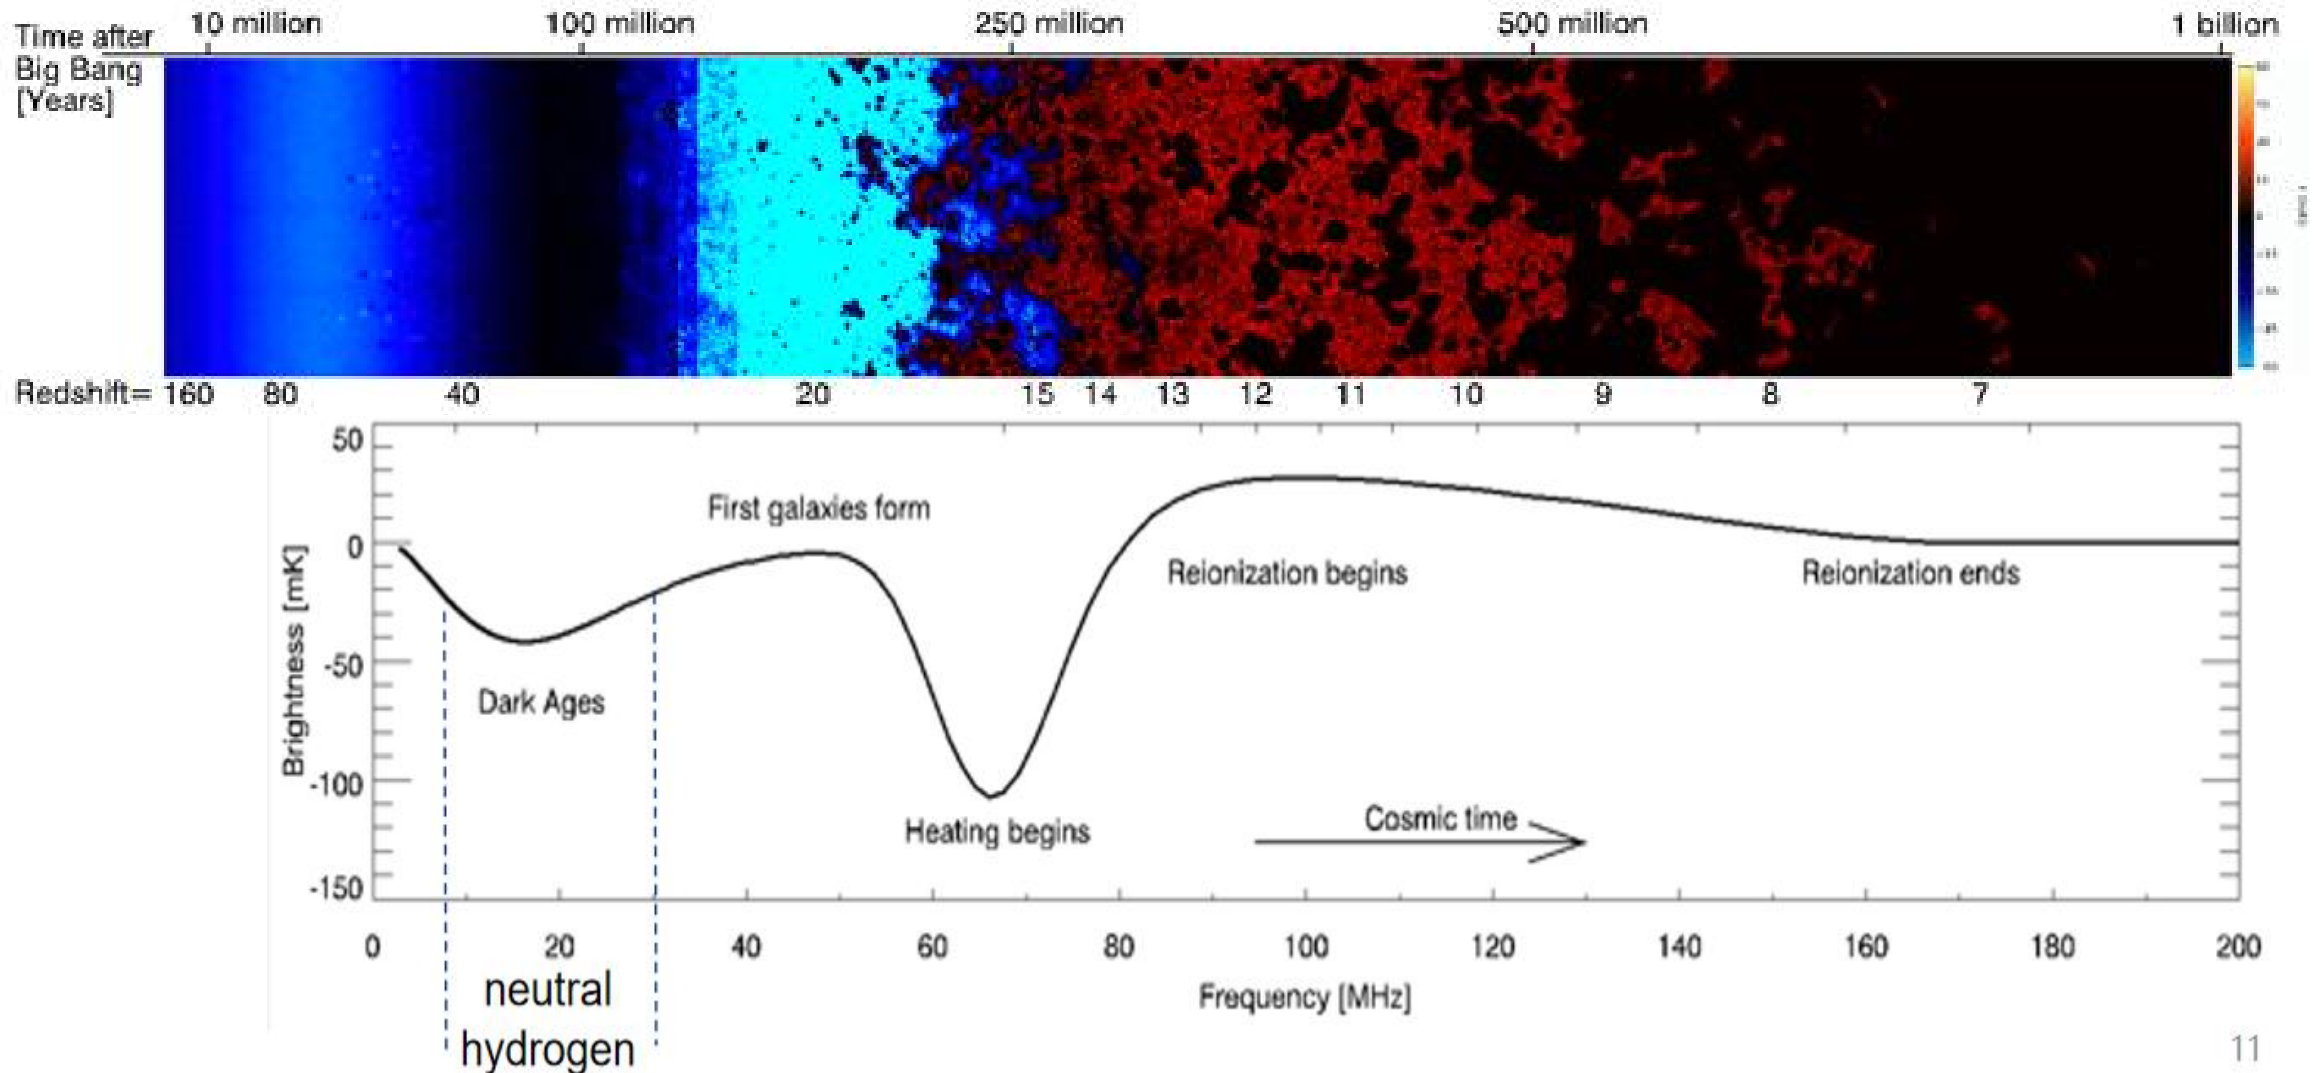 10 million 100 million 250 million 500 million 1 billion
Time after
Big Bang
[Years]
Redshift= 160 80 40 20 15 14 13 12 11 10 9 8 7
50
0
-50
-100
-150
Brightness [mK]
First galaxies form
Reionization begins
Reionization ends
Dark Ages
Heating begins
Cosmic time
0 20 40 60 80 100 120 140 160 180 200
Frequency [MHz]
neutral
hydrogen
11